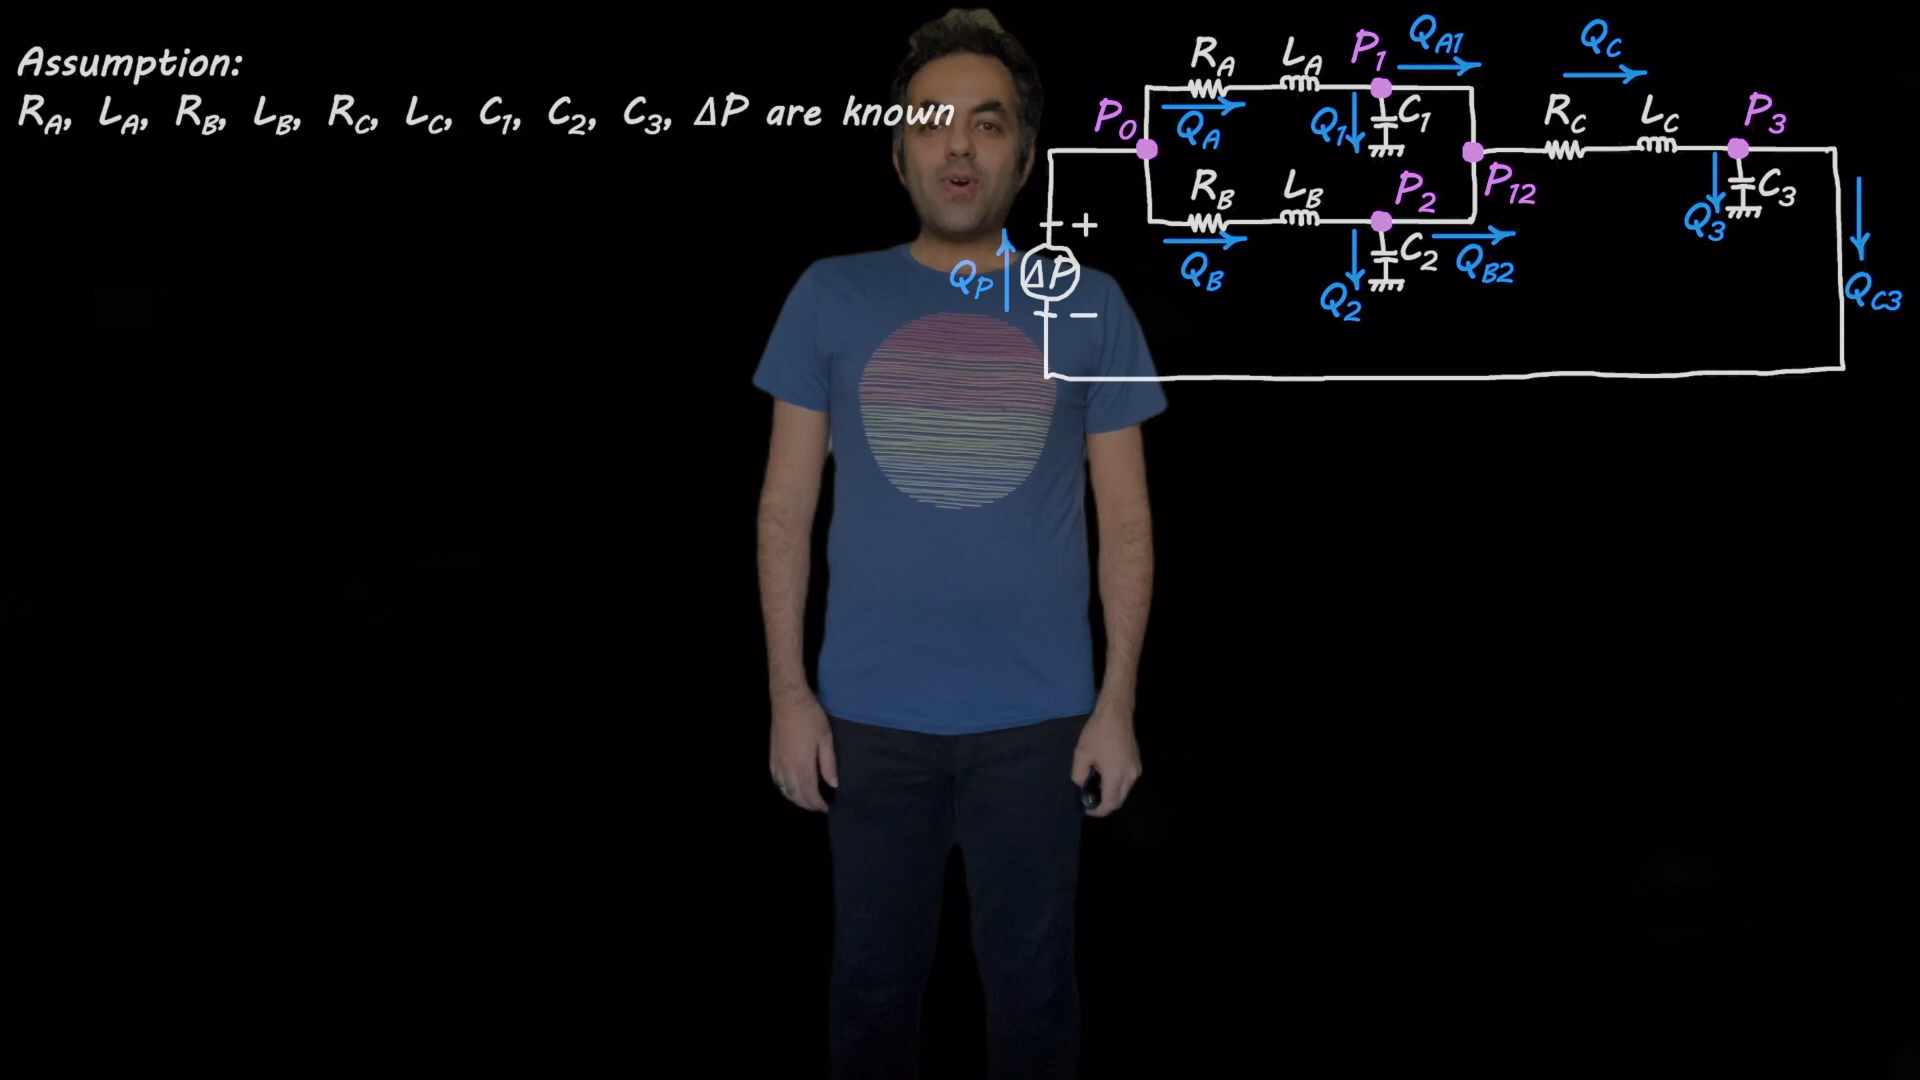 Assumption:
R_A, L_A, R_B, L_B, R_C, L_C, C_1, C_2, C_3, ΔP are known
R_A L_A P_1 Q_A1 Q_C
P_0 Q_A Q_1 C_1 R_C L_C P_3
R_B L_B P_2 P_12 C_3
Q_3
+
Q_P ΔP Q_B Q_2 C_2 Q_B2 Q_C3
−